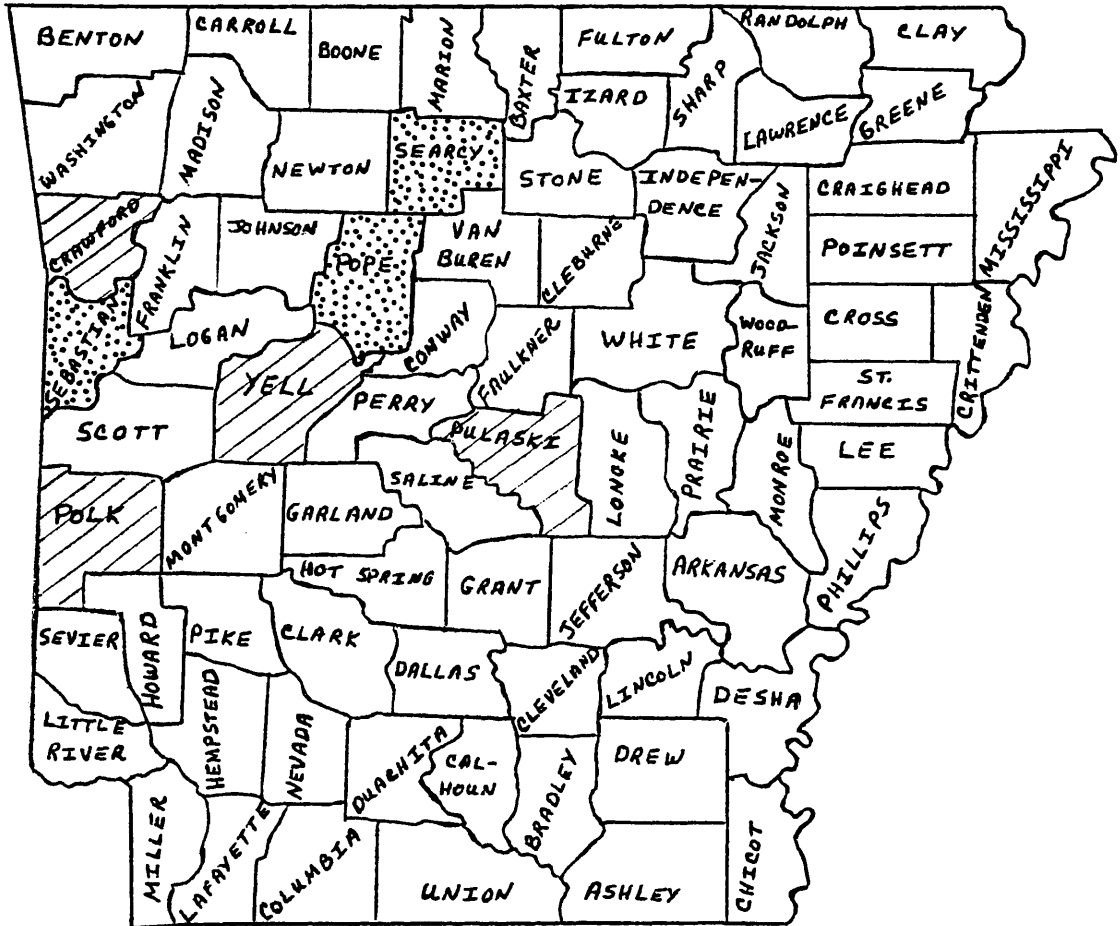 BENTON
CARROLL
BOONE
MARION
BAXTER
FULTON
SHARP
RANDOLPH
CLAY
WASHINGTON
MADISON
NEWTON
SEARCY
IZARD
LAWRENCE
GREENE
STONE
INDEPEN-
DENCE
JACKSON
CRAIGHEAD
MISSISSIPPI
CRAWFORD
FRANKLIN
JOHNSON
POPE
VAN
BUREN
CLEBURNE
POINSETT
SEBASTIAN
LOGAN
CONWAY
FAULKNER
WHITE
WOOD
RUFF
CROSS
CRITTENDEN
YELL
PERRY
ST.
FRANCIS
SCOTT
PULASKI
LONOKE
PRAIRIE
MONROE
LEE
SALINE
POLK
MONTGOMERY
GARLAND
PHILLIPS
HOT SPRING
GRANT
JEFFERSON
ARKANSAS
SEVIER
HOWARD
PIKE
CLARK
DALLAS
CLEVELAND
LINCOLN
DESHA
LITTLE
RIVER
HEMPSTEAD
NEVADA
OUACHITA
CAL-
HOUN
BRADLEY
DREW
MILLER
LAFAYETTE
COLUMBIA
UNION
ASHLEY
CHICOT